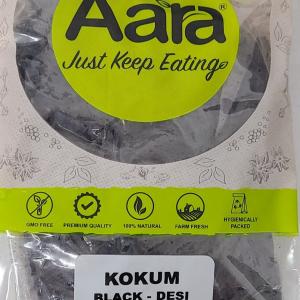 Aara®
Just Keep Eating
GMO FREE
PREMIUM QUALITY
100% NATURAL
FARM FRESH
HYGIENICALLY
PACKED
KOKUM
BLACK - DESI